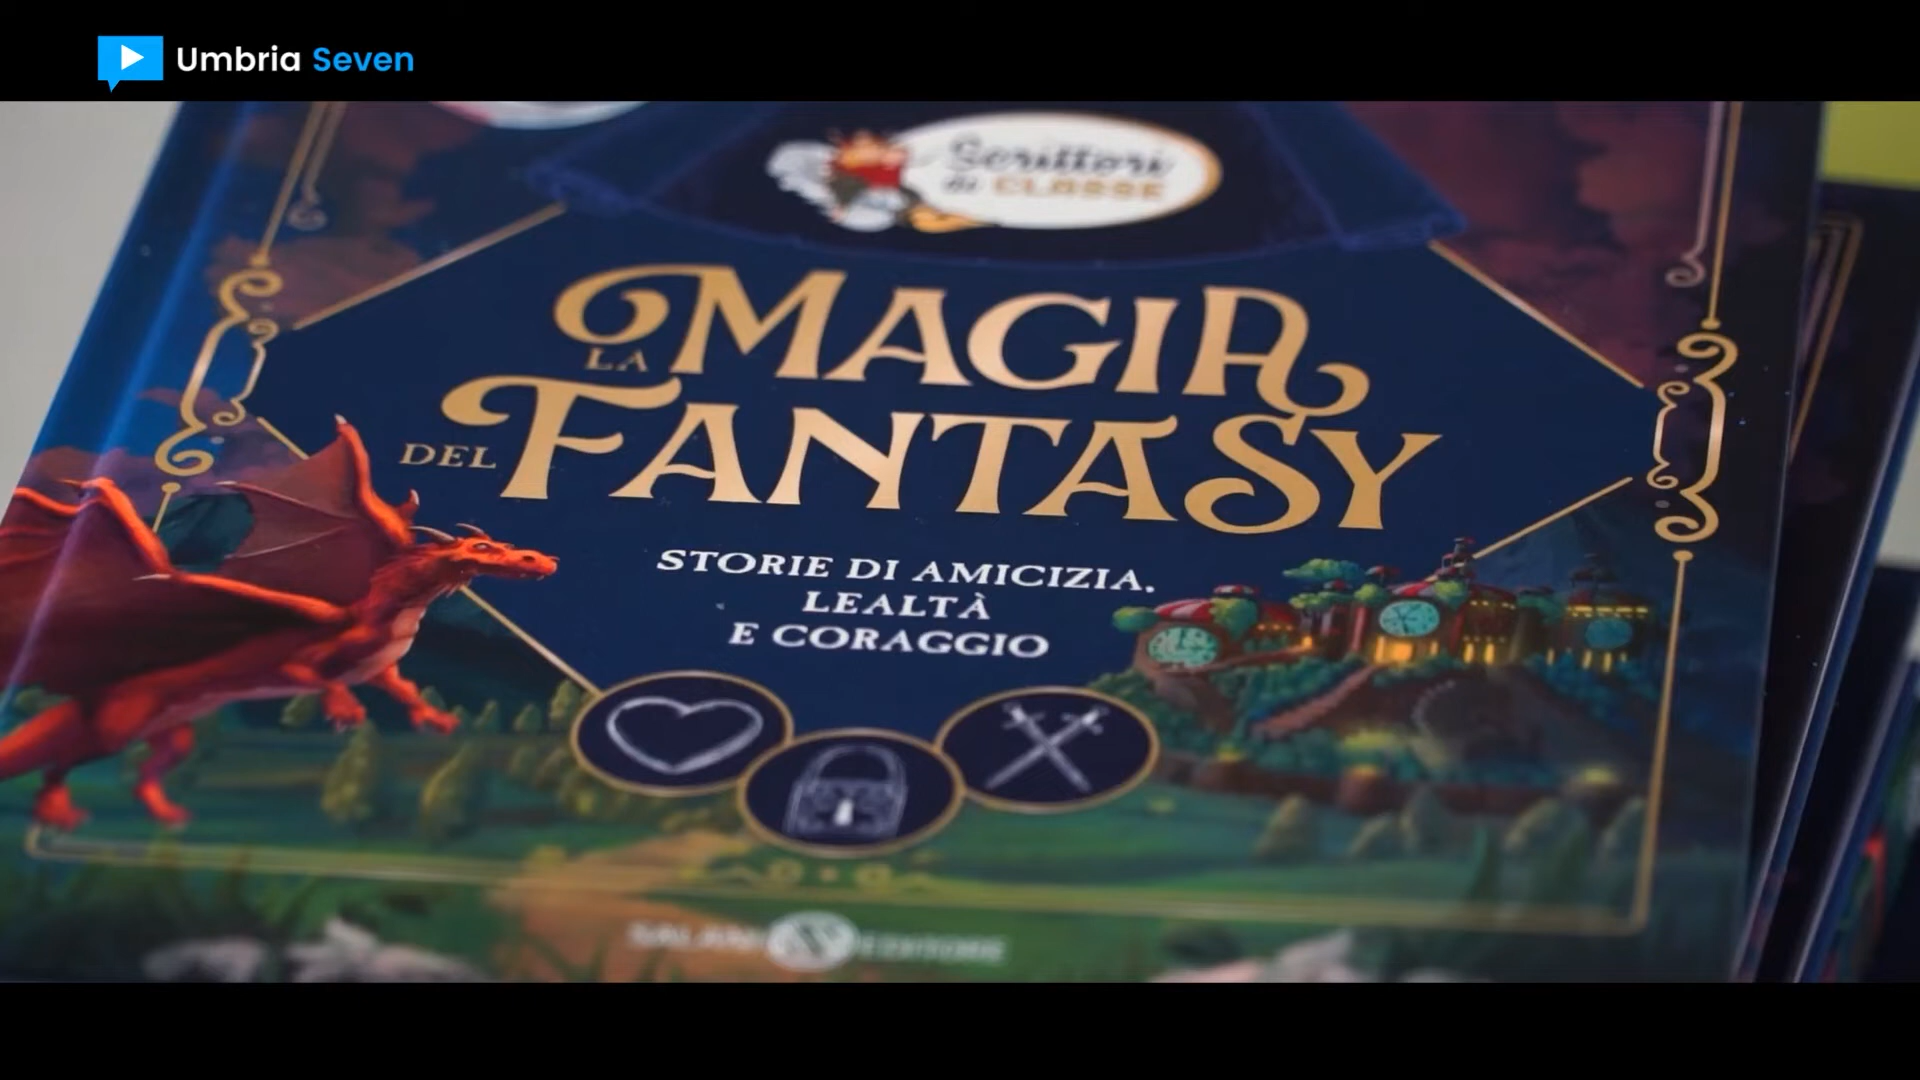 Umbria Seven
Scrittori
di CLASSE
LA MAGIA
DEL FANTASY
STORIE DI AMICIZIA,
LEALTÀ
E CORAGGIO
SALANI EDITORE